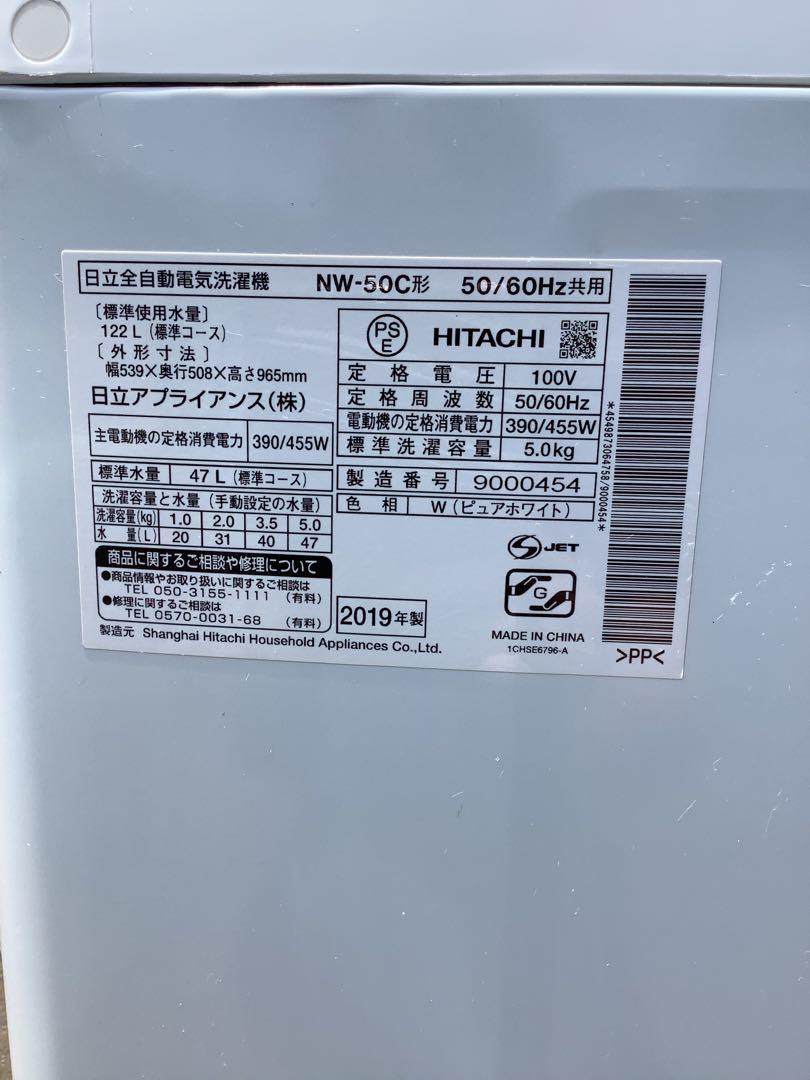 日立全自動電気洗濯機 NW-50C形 50/60Hz共用
〔標準使用水量〕
122 L (標準コース)
〔外形寸法〕
幅539×奥行508×高さ965mm
日立アプライアンス(株)
主電動機の定格消費電力 390/455W
標準水量 47 L (標準コース)
洗濯容量と水量 (手動設定の水量)
洗濯容量(kg) 1.0 2.0 3.5 5.0
水量(L) 20 31 40 47
商品に関するご相談や修理について
●商品情報やお取り扱いに関するご相談は
TEL 050-3155-1111 (有料)
●修理に関するご相談は
TEL 0570-0031-68 (有料)
製造元 Shanghai Hitachi Household Appliances Co.,Ltd.
PS
E
HITACHI
定格電圧 100V
定格周波数 50/60Hz
電動機の定格消費電力 390/455W
標準洗濯容量 5.0kg
製造番号 9000454
色相 W (ピュアホワイト)
2019年製
S JET
G
MADE IN CHINA
1CHSE6796-A
*4549873064758/9000454*
>PP<